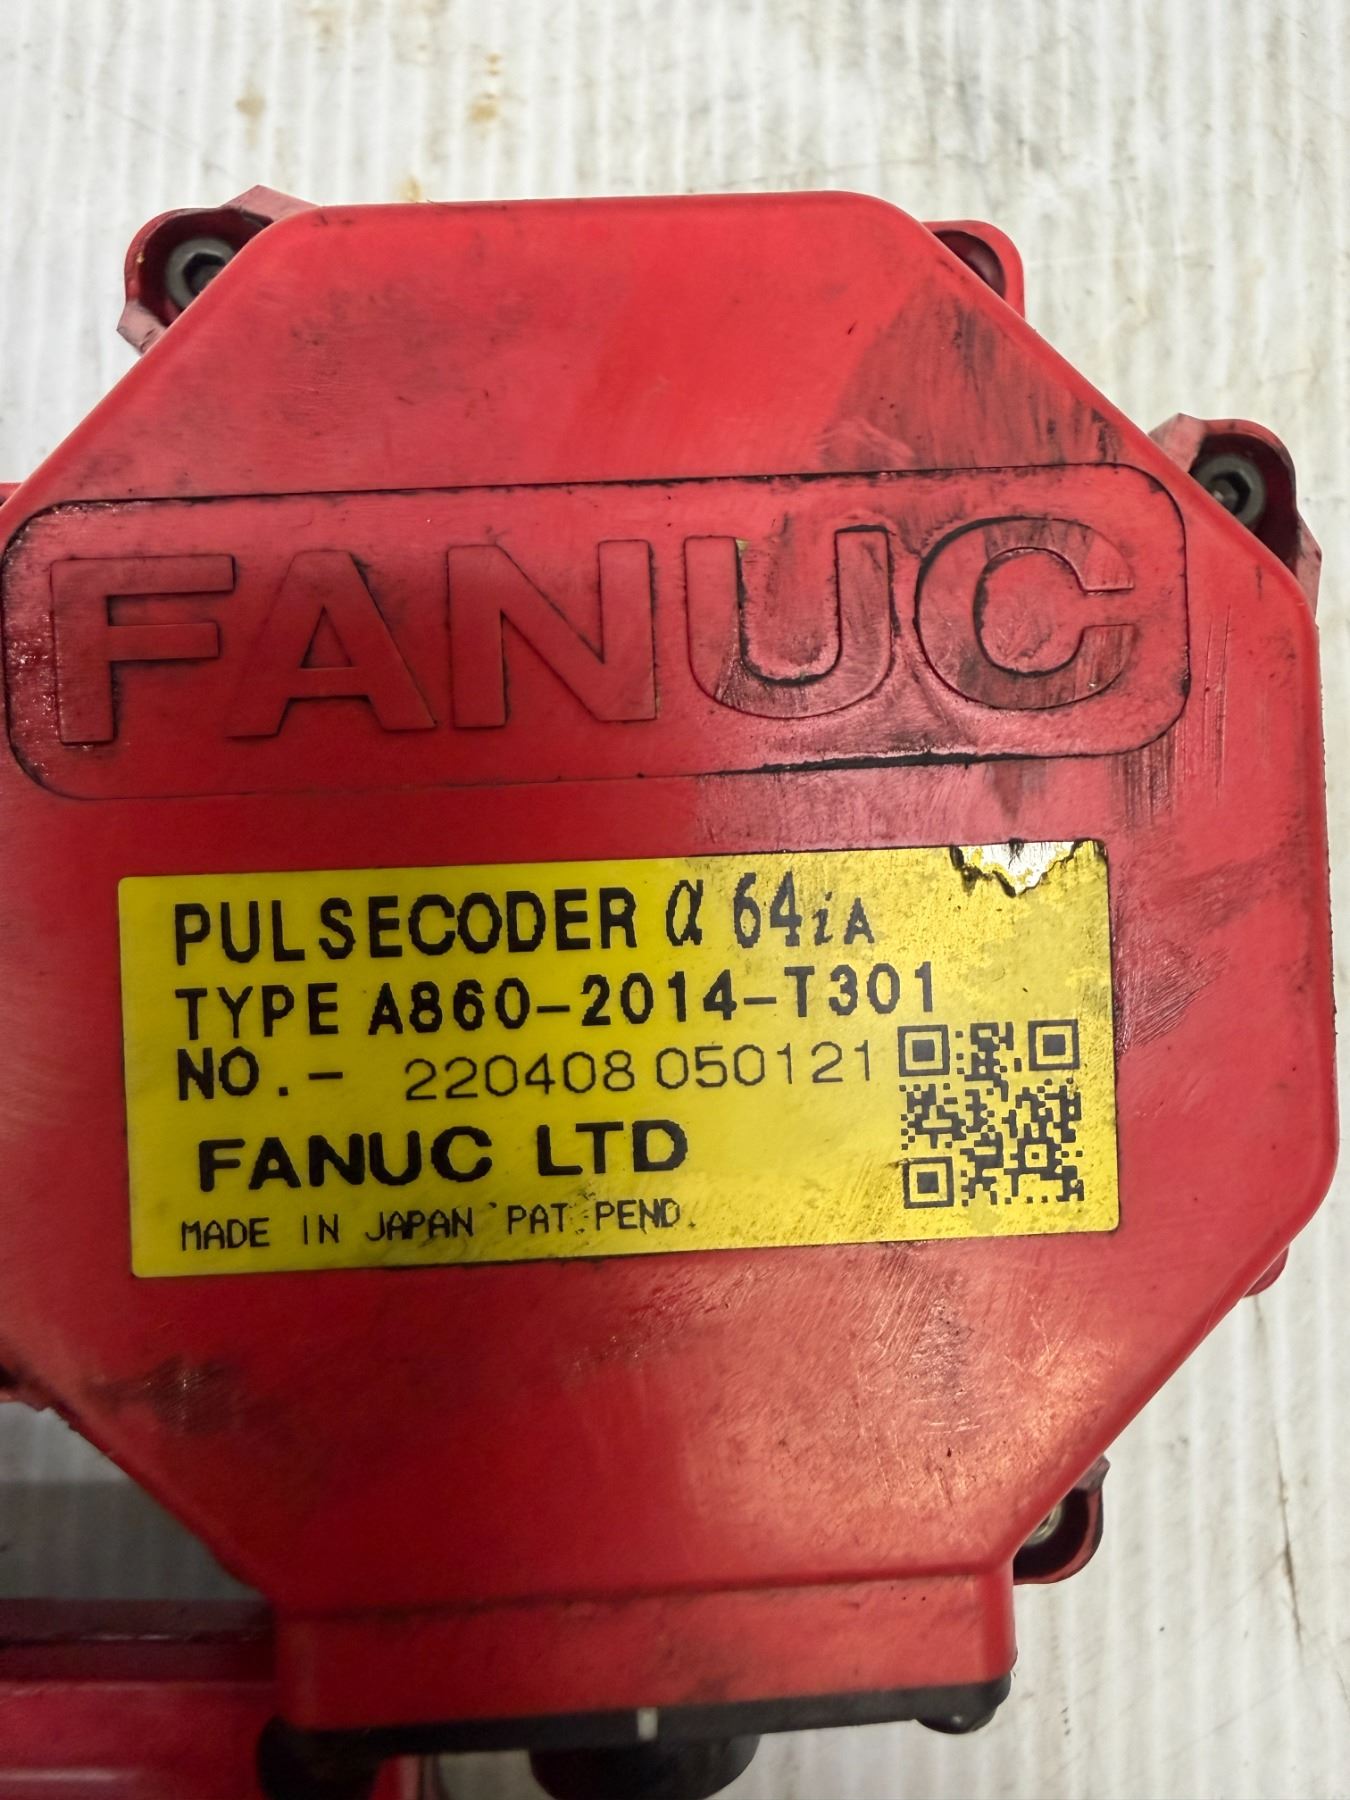 FANUC
PULSECODER α 64iA
TYPE A860-2014-T301
NO.- 220408 050121
FANUC LTD
MADE IN JAPAN PAT.PEND.